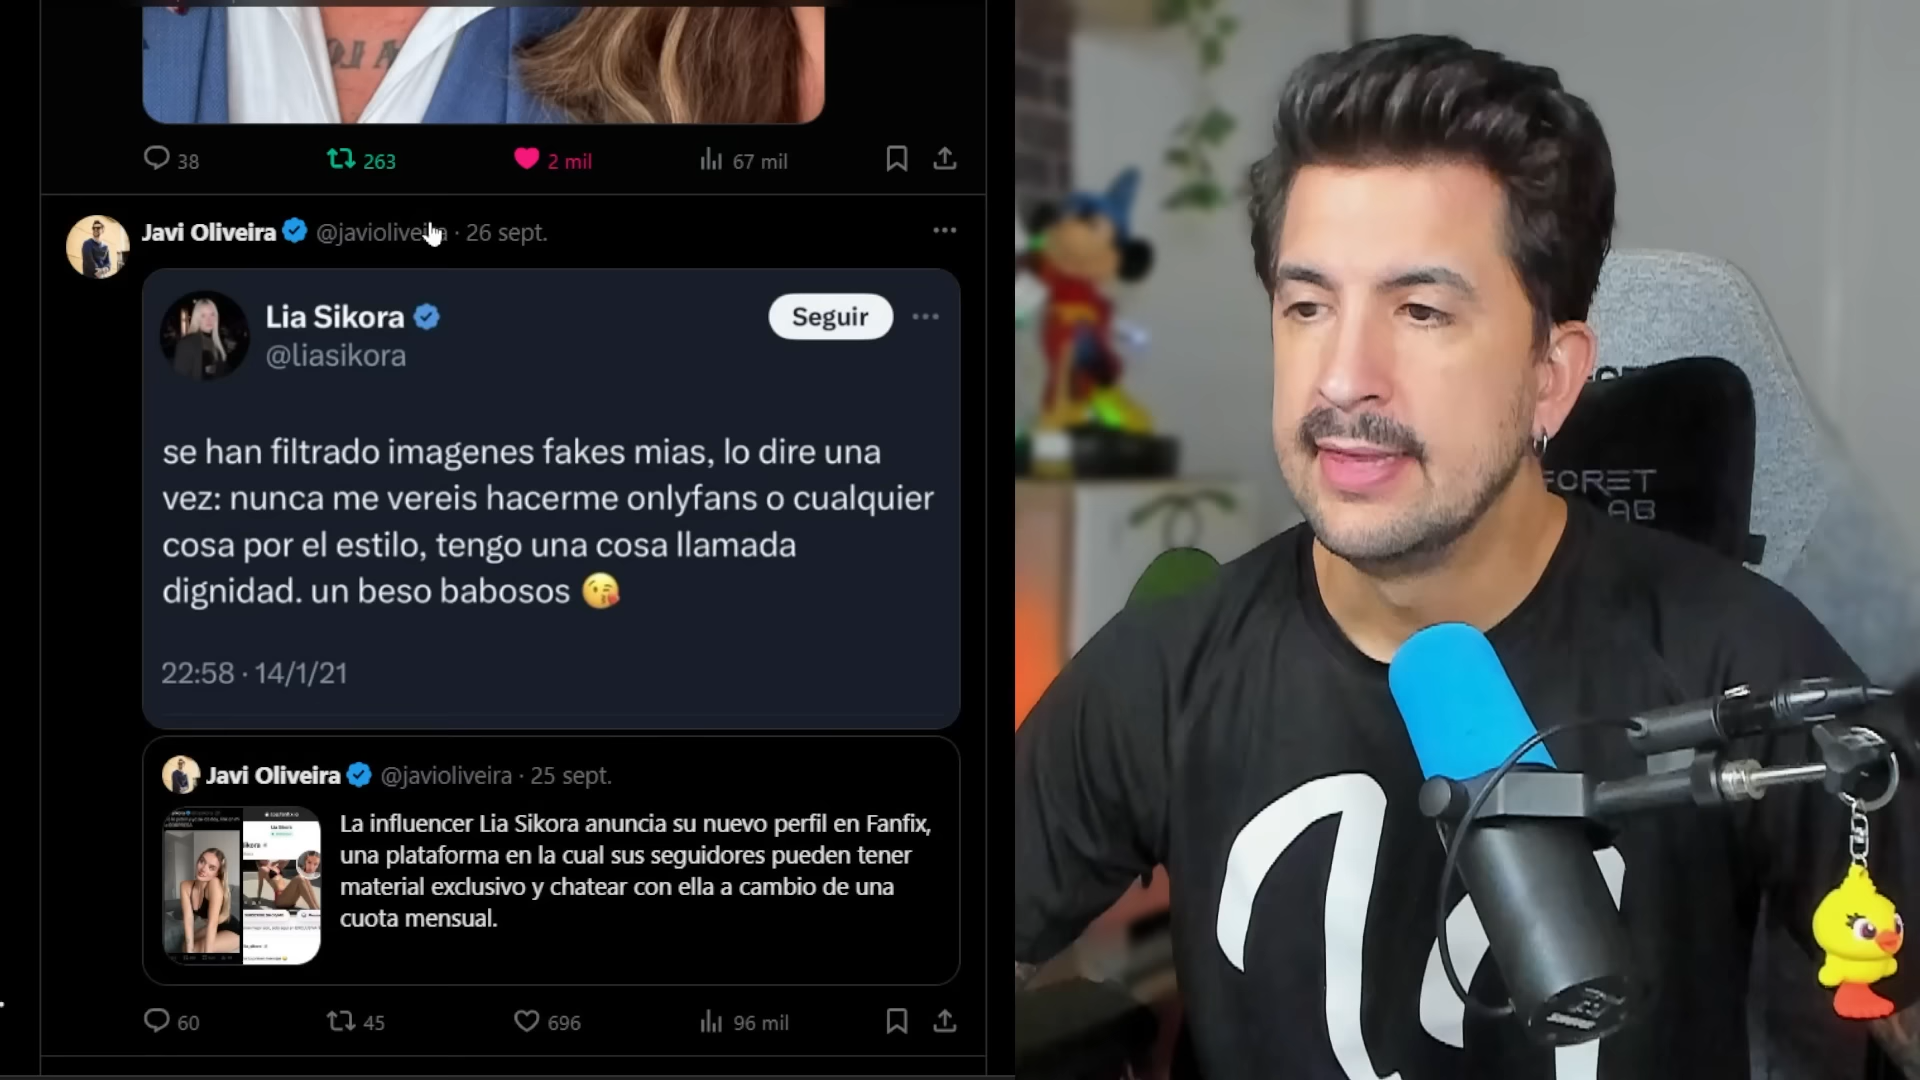 38
263
2 mil
67 mil
Javi Oliveira @javioliveira · 26 sept.
Lia Sikora
Seguir
@liasikora
se han filtrado imagenes fakes mias, lo dire una
vez: nunca me vereis hacerme onlyfans o cualquier
cosa por el estilo, tengo una cosa llamada
dignidad. un beso babosos 😘
22:58 · 14/1/21
Javi Oliveira @javioliveira · 25 sept.
La influencer Lia Sikora anuncia su nuevo perfil en Fanfix,
una plataforma en la cual sus seguidores pueden tener
material exclusivo y chatear con ella a cambio de una
cuota mensual.
60
45
696
96 mil